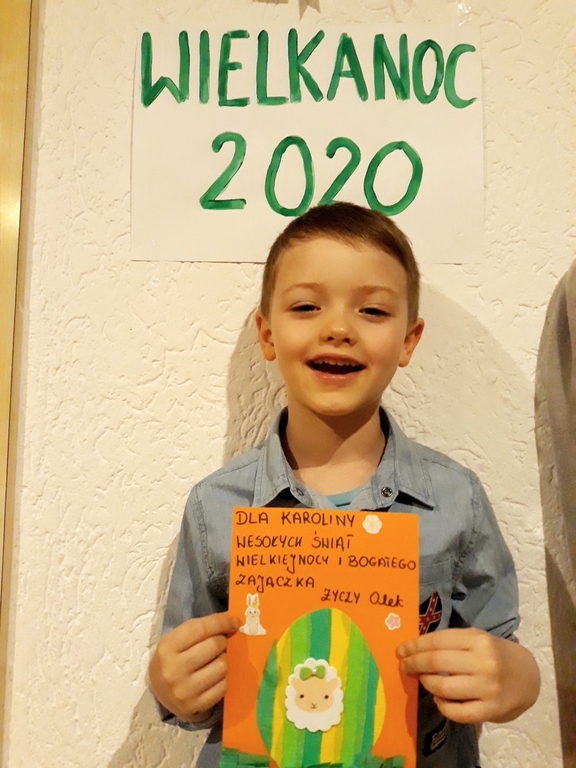 WIELKANOC
2020
DLA KAROLINY
WESOŁYCH ŚWIĄT
WIELKIEJNOCY I BOGATEGO
ZAJĄCZKA
ŻYCZY Olek